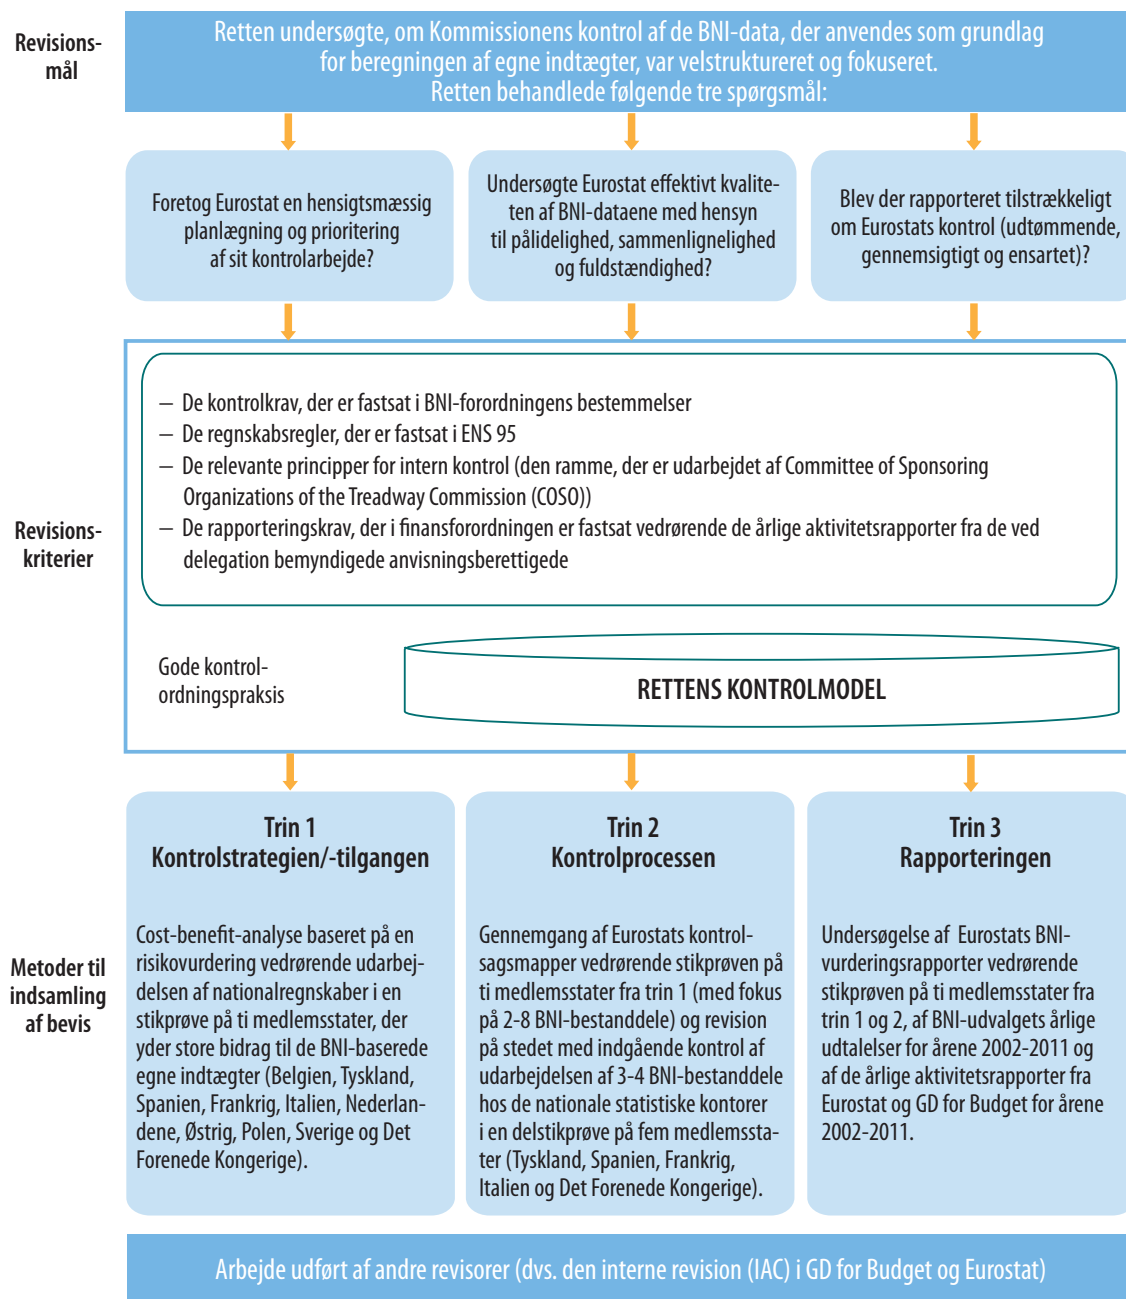 Revisions-
mål
Retten undersøgte, om Kommissionens kontrol af de BNI-data, der anvendes som grundlag
for beregningen af egne indtægter, var velstruktureret og fokuseret.
Retten behandlede følgende tre spørgsmål:
Foretog Eurostat en hensigtsmæssig
planlægning og prioritering
af sit kontrolarbejde?
Undersøgte Eurostat effektivt kvalite-
ten af BNI-dataene med hensyn
til pålidelighed, sammenlignelighed
og fuldstændighed?
Blev der rapporteret tilstrækkeligt
om Eurostats kontrol (udtømmende,
gennemsigtigt og ensartet)?
Revisions-
kriterier
– De kontrolkrav, der er fastsat i BNI-forordningens bestemmelser
– De regnskabsregler, der er fastsat i ENS 95
– De relevante principper for intern kontrol (den ramme, der er udarbejdet af Committee of Sponsoring
Organizations of the Treadway Commission (COSO))
– De rapporteringskrav, der i finansforordningen er fastsat vedrørende de årlige aktivitetsrapporter fra de ved
delegation bemyndigede anvisningsberettigede
Gode kontrol-
ordningspraksis
RETTENS KONTROLMODEL
Metoder til
indsamling
af bevis
Trin 1
Kontrolstrategien/-tilgangen
Cost-benefit-analyse baseret på en
risikovurdering vedrørende udarbej-
delsen af nationalregnskaber i en
stikprøve på ti medlemsstater, der
yder store bidrag til de BNI-baserede
egne indtægter (Belgien, Tyskland,
Spanien, Frankrig, Italien, Nederlan-
dene, Østrig, Polen, Sverige og Det
Forenede Kongerige).
Trin 2
Kontrolprocessen
Gennemgang af Eurostats kontrol-
sagsmapper vedrørende stikprøven på
ti medlemsstater fra trin 1 (med fokus
på 2-8 BNI-bestanddele) og revision
på stedet med indgående kontrol af
udarbejdelsen af 3-4 BNI-bestanddele
hos de nationale statistiske kontorer
i en delstikprøve på fem medlemssta-
ter (Tyskland, Spanien, Frankrig,
Italien og Det Forenede Kongerige).
Trin 3
Rapporteringen
Undersøgelse af Eurostats BNI-
vurderingsrapporter vedrørende
stikprøven på ti medlemsstater fra
trin 1 og 2, af BNI-udvalgets årlige
udtalelser for årene 2002-2011 og
af de årlige aktivitetsrapporter fra
Eurostat og GD for Budget for årene
2002-2011.
Arbejde udført af andre revisorer (dvs. den interne revision (IAC) i GD for Budget og Eurostat)